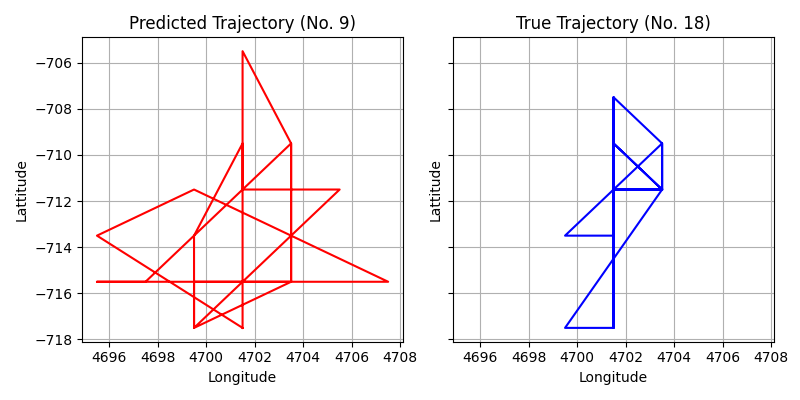 Predicted Trajectory (No. 9)
True Trajectory (No. 18)
Lattitude
−706
−708
−710
−712
−714
−716
−718
4696 4698 4700 4702 4704 4706 4708
Longitude
Lattitude
4696 4698 4700 4702 4704 4706 4708
Longitude